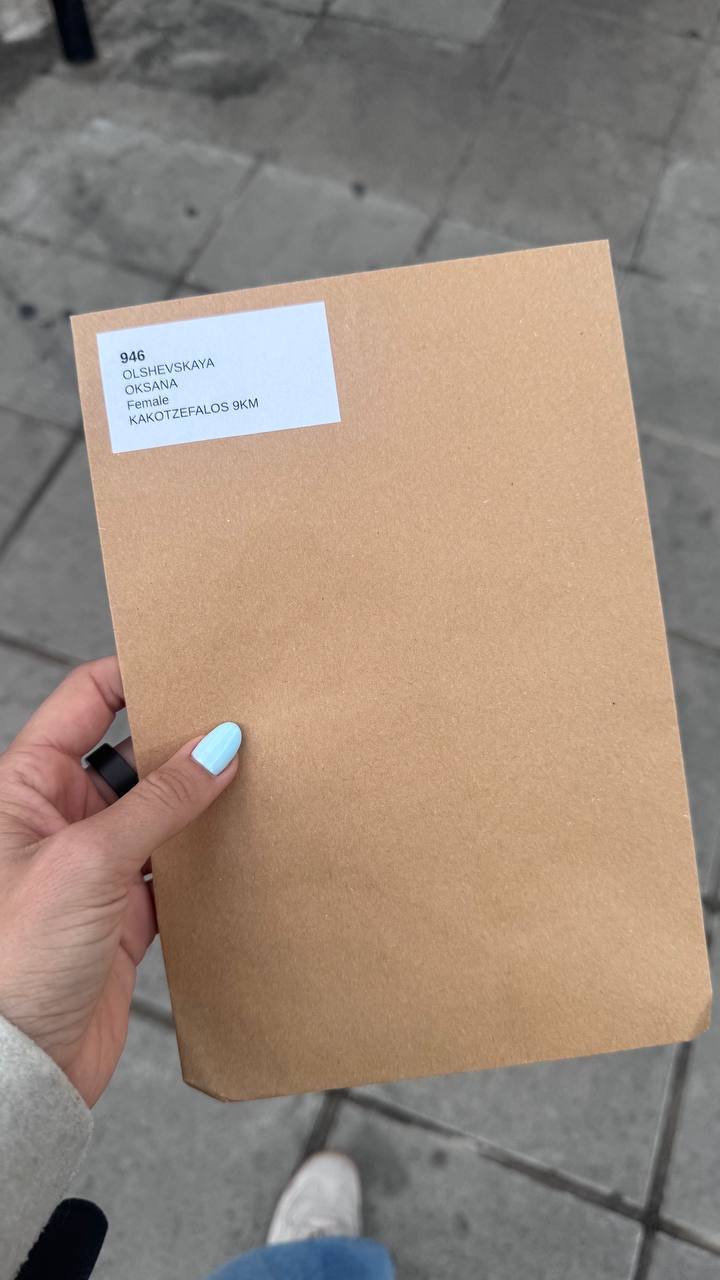 946
OLSHEVSKAYA
OKSANA
Female
KAKOTZEFALOS 9KM